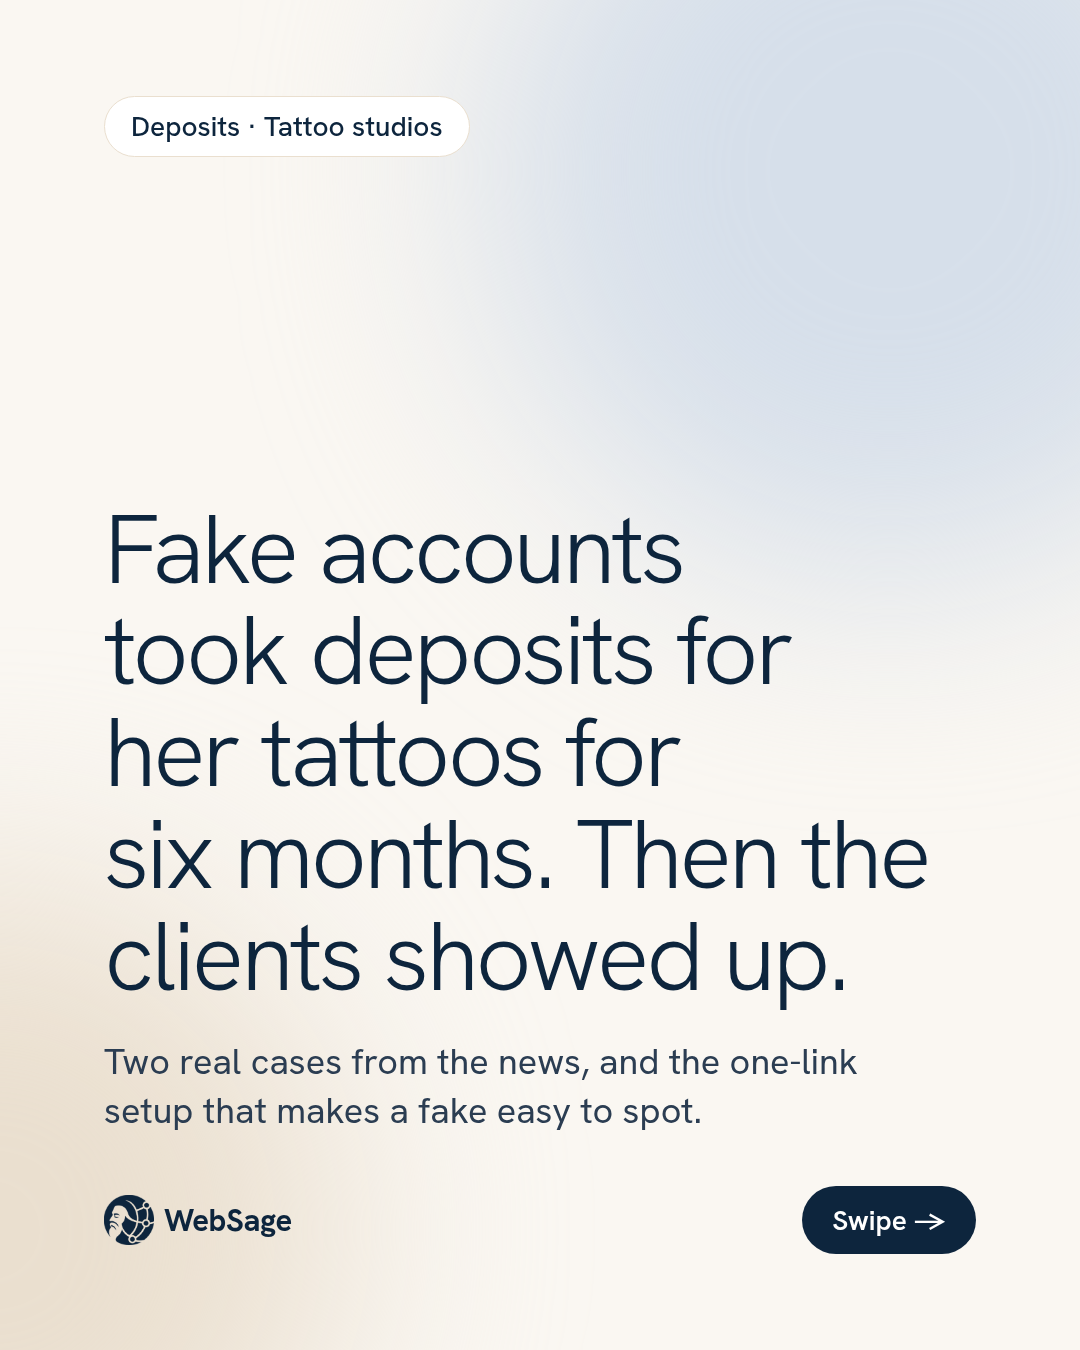 Deposits · Tattoo studios
Fake accounts
took deposits for
her tattoos for
six months. Then the
clients showed up.
Two real cases from the news, and the one-link
setup that makes a fake easy to spot.
WebSage
Swipe →